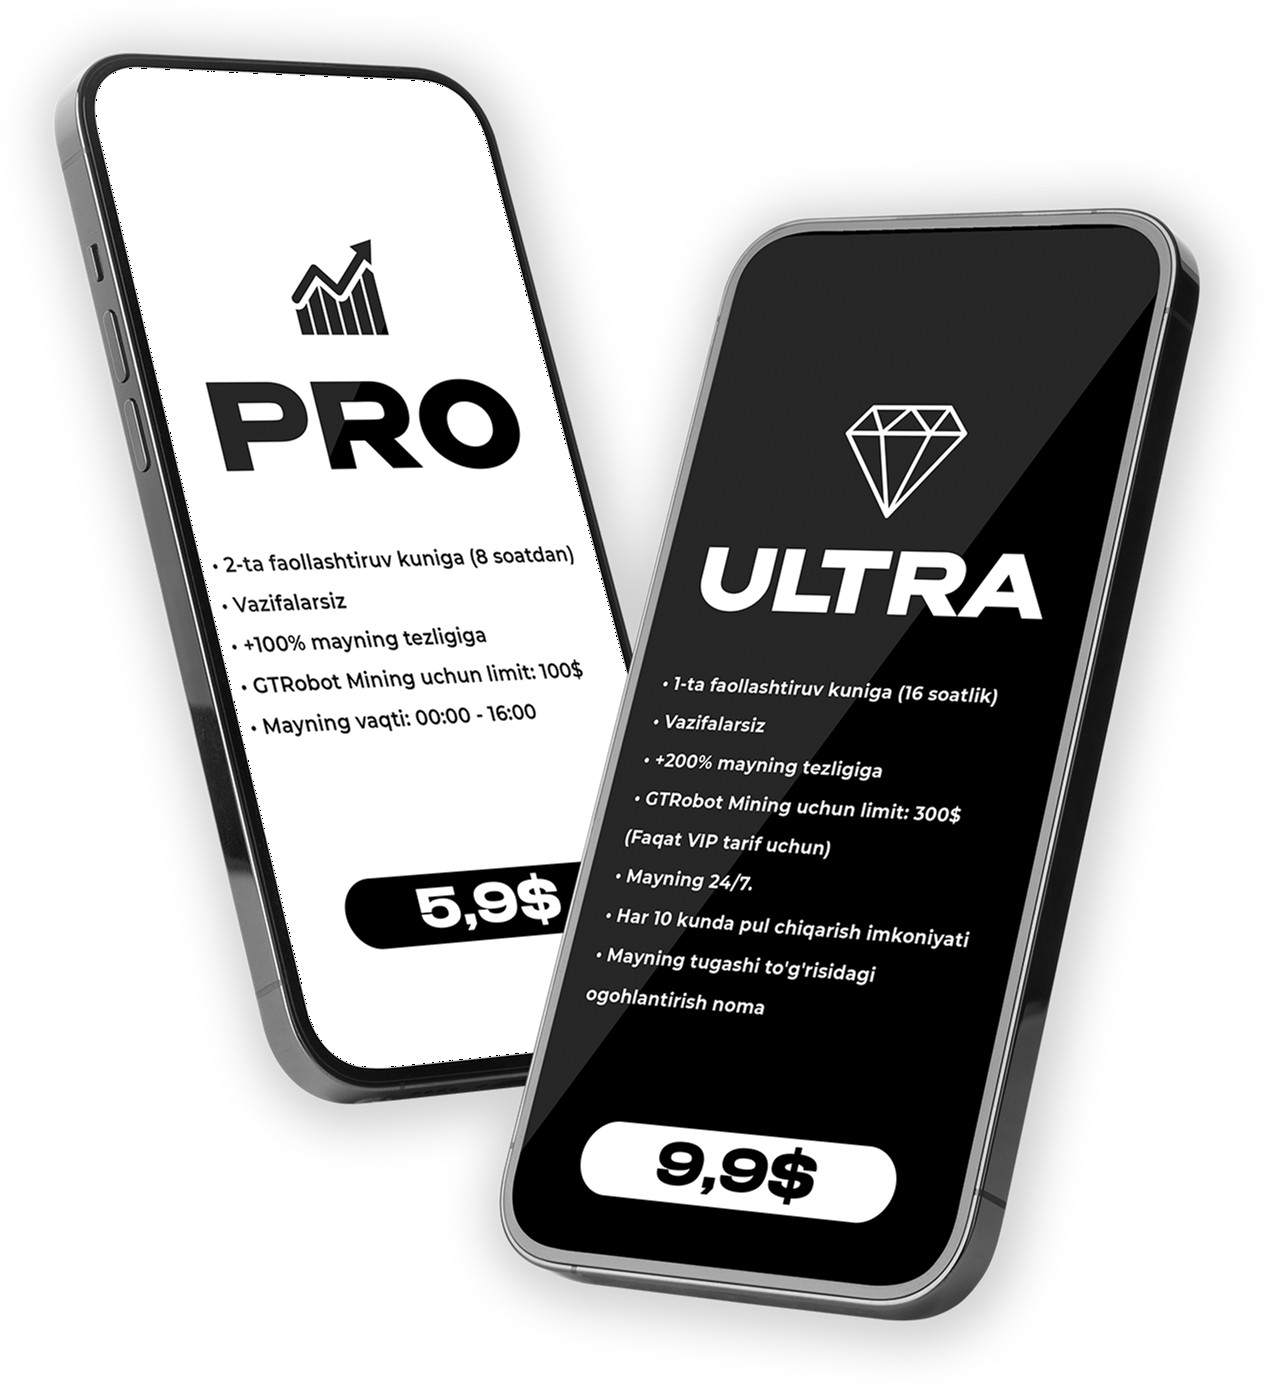 PRO
• 2-ta faollashtiruv kuniga (8 soatdan)
• Vazifalarsiz
• +100% mayning tezligiga
• GTRobot Mining uchun limit: 100$
• Mayning vaqti: 00:00 - 16:00
5,9$
ULTRA
• 1-ta faollashtiruv kuniga (16 soatlik)
• Vazifalarsiz
• +200% mayning tezligiga
• GTRobot Mining uchun limit: 300$
(Faqat VIP tarif uchun)
• Mayning 24/7.
• Har 10 kunda pul chiqarish imkoniyati
• Mayning tugashi to'g'risidagi
ogohlantirish noma
9,9$